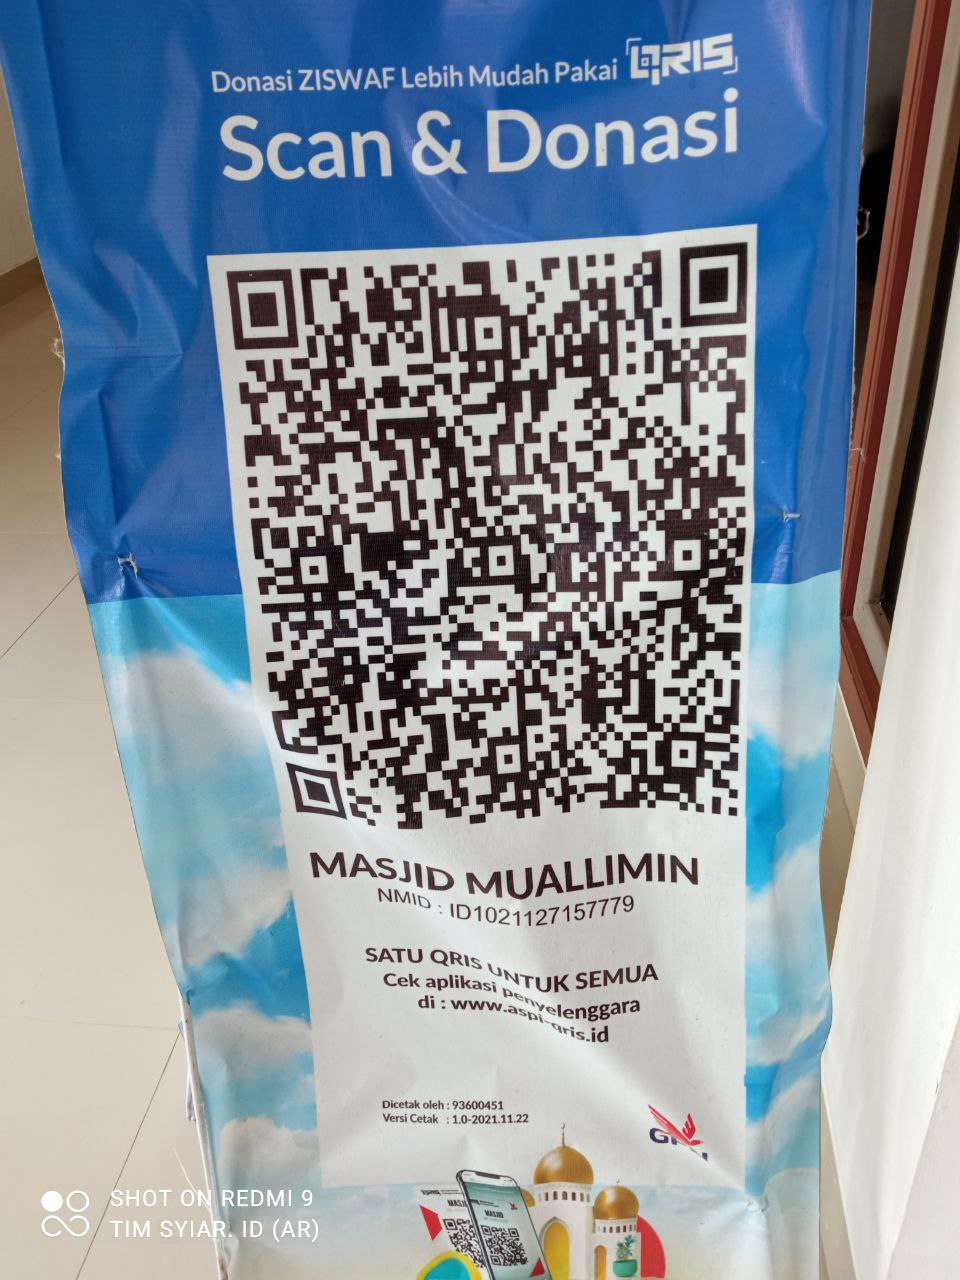 Donasi ZISWAF Lebih Mudah Pakai QRIS
Scan & Donasi
MASJID MUALLIMIN
NMID : ID1021127157779
SATU QRIS UNTUK SEMUA
Cek aplikasi penyelenggara
di : www.aspi-qris.id
Dicetak oleh : 93600451
Versi Cetak : 1.0-2021.11.22
SHOT ON REDMI 9
TIM SYIAR. ID (AR)